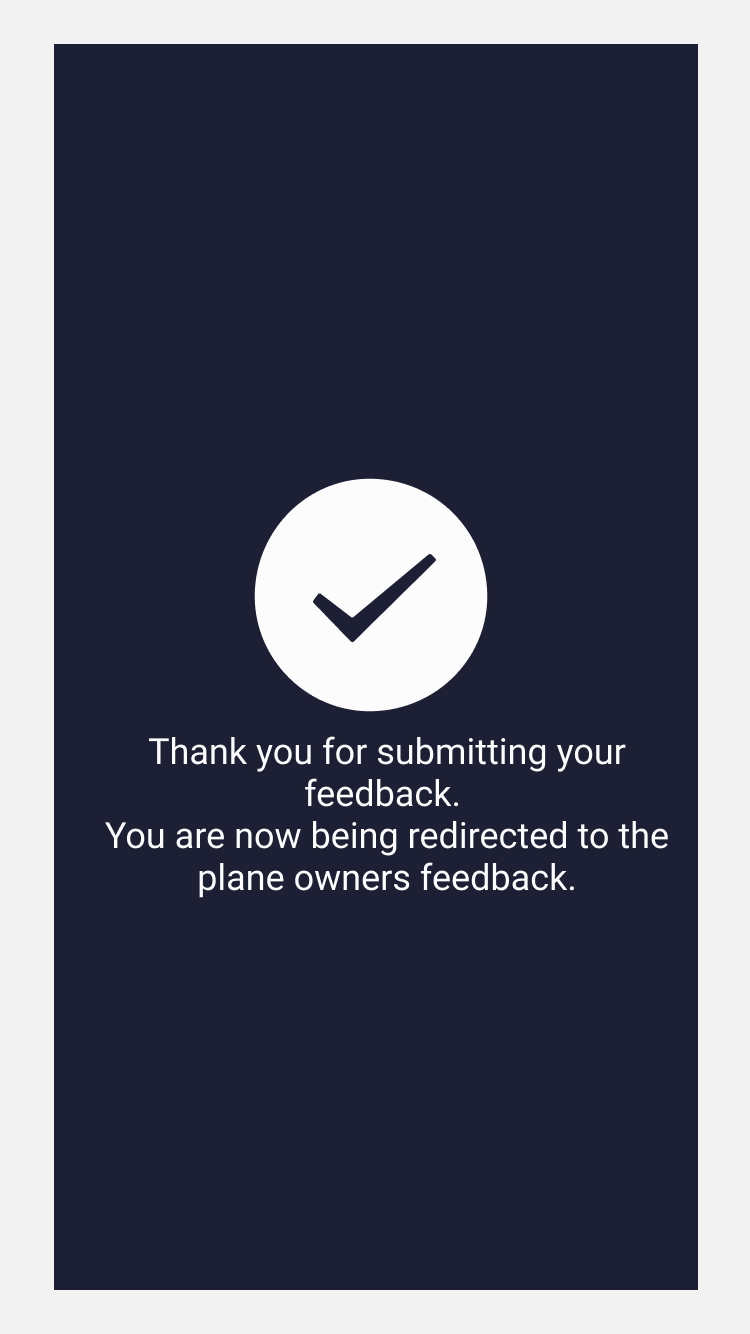 Thank you for submitting your
feedback.
You are now being redirected to the
plane owners feedback.